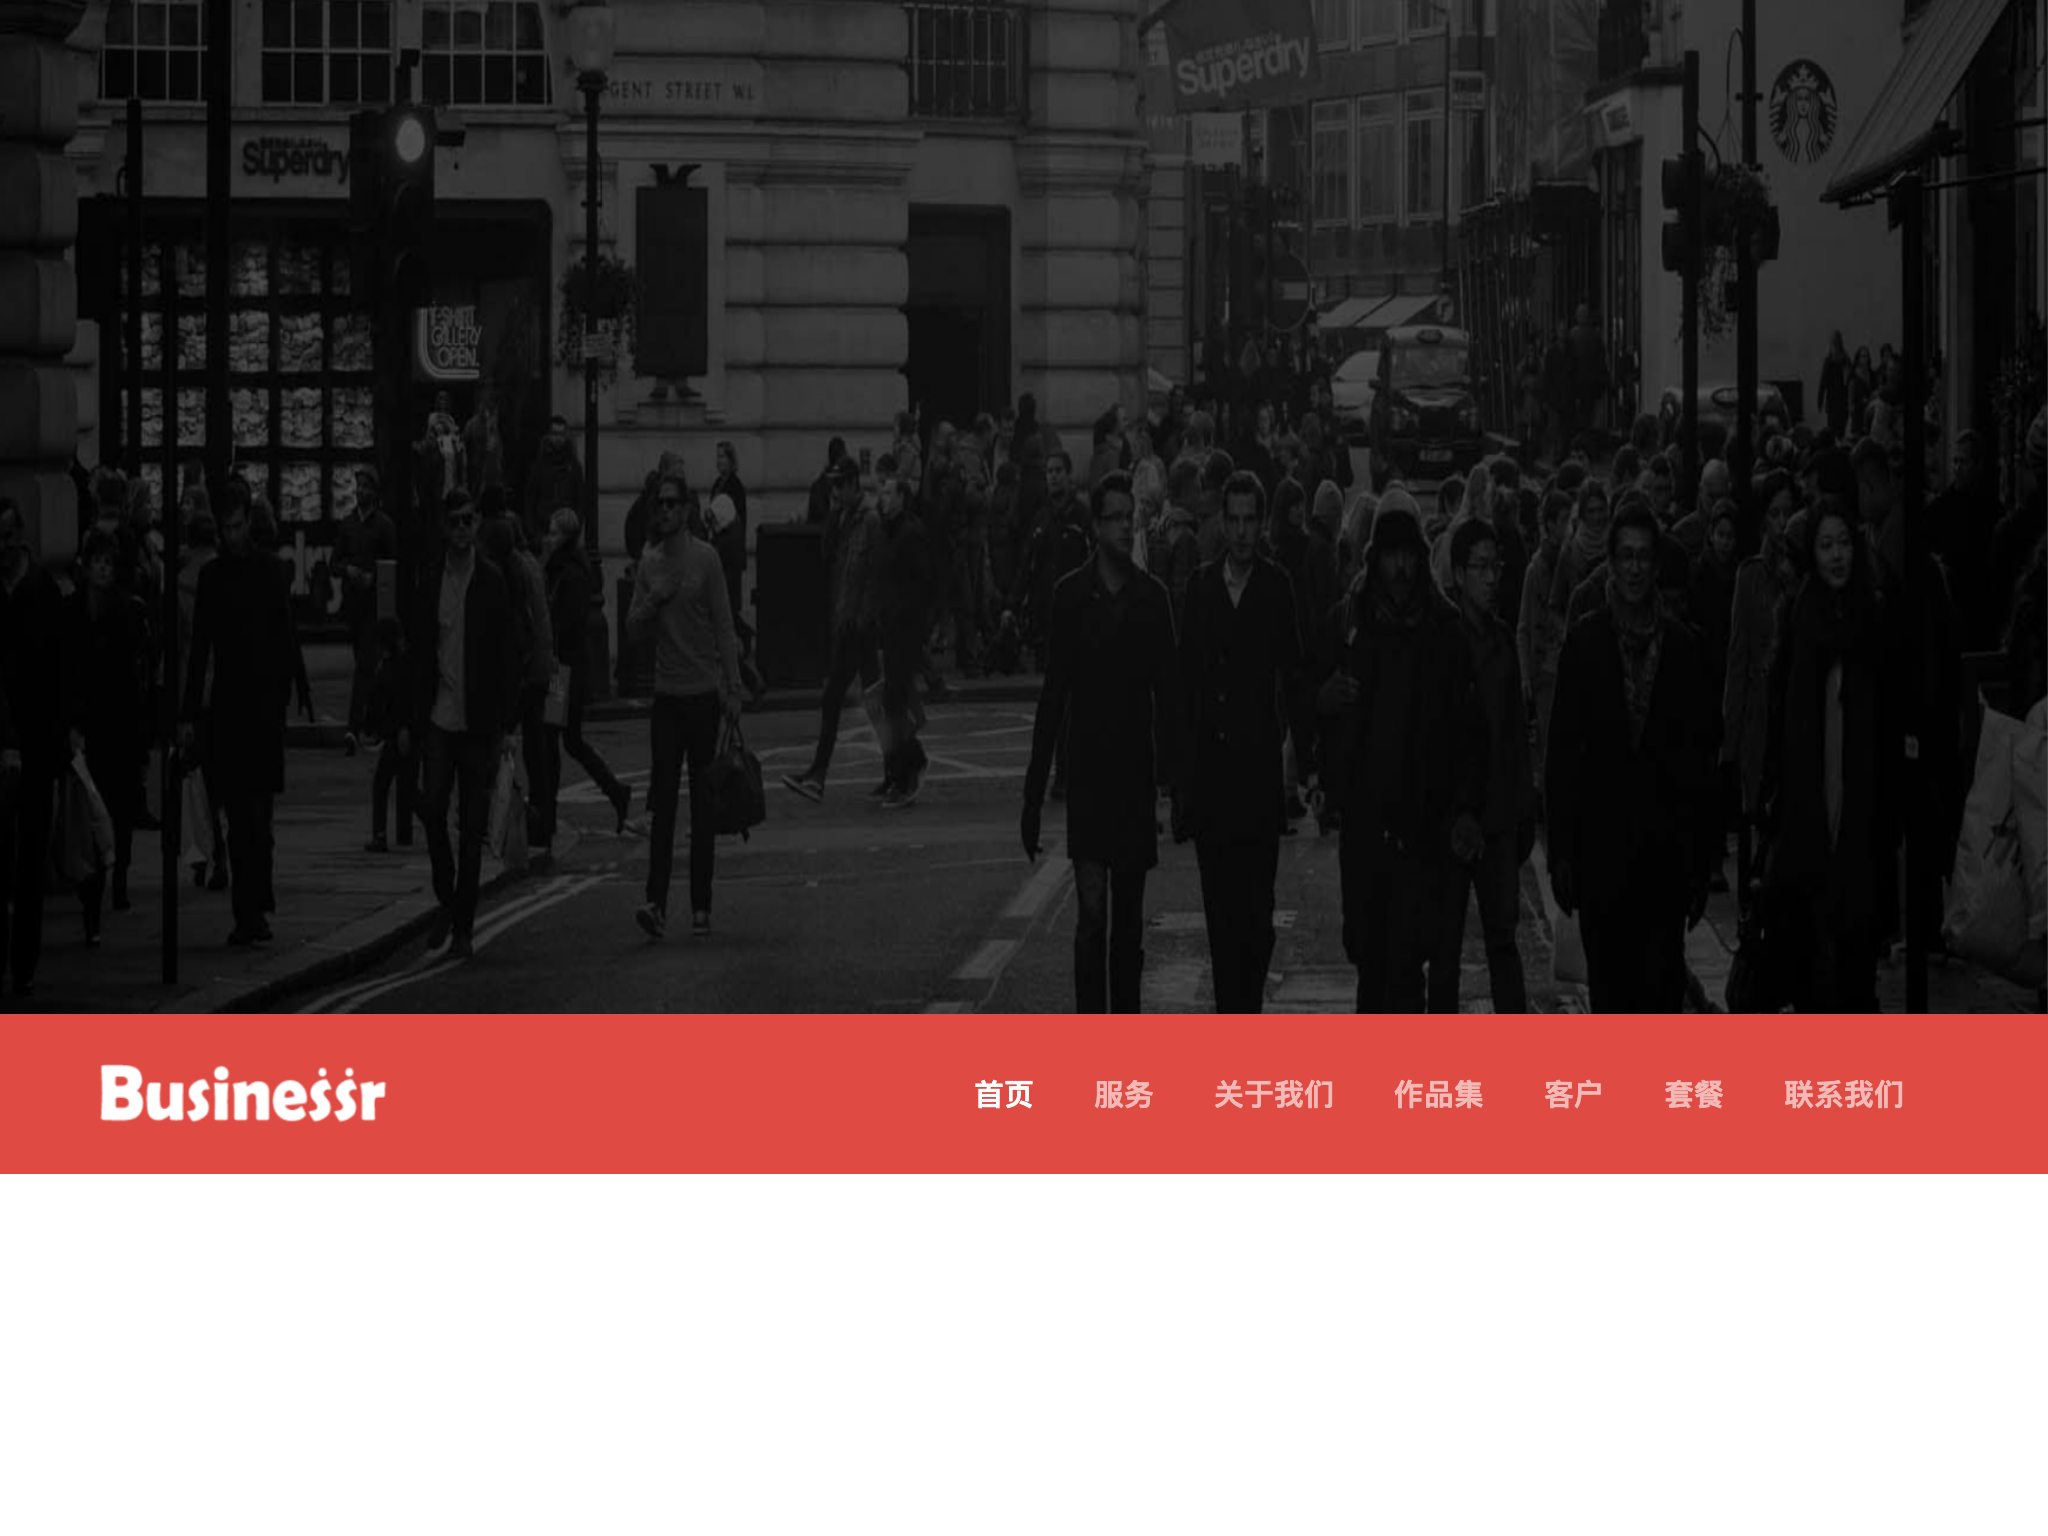 GENT STREET W1
Superdry
Superdry
T-SHIRT
GALLERY
OPEN.
Businessr
首页 服务 关于我们 作品集 客户 套餐 联系我们